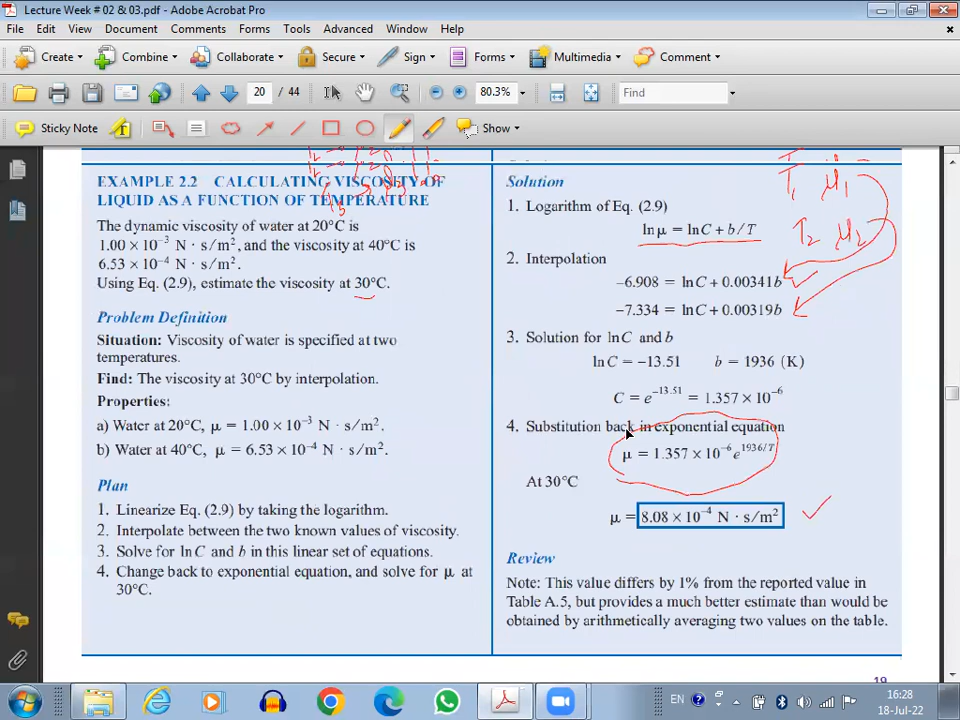 Lecture Week # 02 & 03.pdf - Adobe Acrobat Pro
File Edit View Document Comments Forms Tools Advanced Window Help
Create Combine Collaborate Secure Sign Forms Multimedia Comment
20 / 44 80.3% Find
Sticky Note Show
EXAMPLE 2.2 CALCULATING VISCOSITY OF
LIQUID AS A FUNCTION OF TEMPERATURE
The dynamic viscosity of water at 20°C is
1.00 × 10⁻³ N · s/m², and the viscosity at 40°C is
6.53 × 10⁻⁴ N · s/m².
Using Eq. (2.9), estimate the viscosity at 30°C.
Problem Definition
Situation: Viscosity of water is specified at two
temperatures.
Find: The viscosity at 30°C by interpolation.
Properties:
a) Water at 20°C, μ = 1.00 × 10⁻³ N · s/m².
b) Water at 40°C, μ = 6.53 × 10⁻⁴ N · s/m².
Plan
1. Linearize Eq. (2.9) by taking the logarithm.
2. Interpolate between the two known values of viscosity.
3. Solve for ln C and b in this linear set of equations.
4. Change back to exponential equation, and solve for μ at
30°C.
Solution
T₁ μ₁
1. Logarithm of Eq. (2.9)
ln μ = ln C + b/T
T₂ μ₂
2. Interpolation
−6.908 = ln C + 0.00341b
−7.334 = ln C + 0.00319b
3. Solution for ln C and b
ln C = −13.51 b = 1936 (K)
C = e⁻¹³·⁵¹ = 1.357 × 10⁻⁶
4. Substitution back in exponential equation
μ = 1.357 × 10⁻⁶ e^1936/T
At 30°C
μ = 8.08 × 10⁻⁴ N · s/m²
Review
Note: This value differs by 1% from the reported value in
Table A.5, but provides a much better estimate than would be
obtained by arithmetically averaging two values on the table.
19
EN 16:28
18-Jul-22